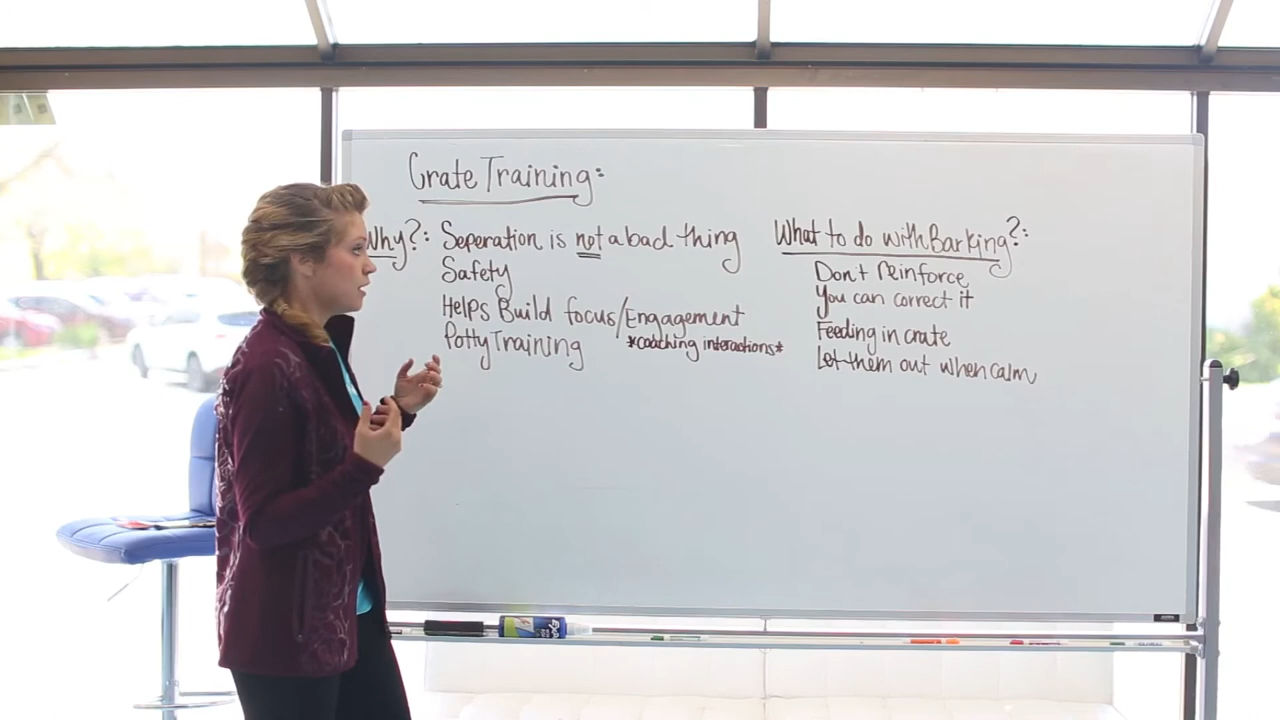 Crate Training:
Why?: Seperation is not a bad thing
Safety
Helps Build focus/Engagement
Potty Training *coaching interactions*
What to do with Barking?:
Don't reinforce
You can correct it
Feeding in crate
Let them out when calm